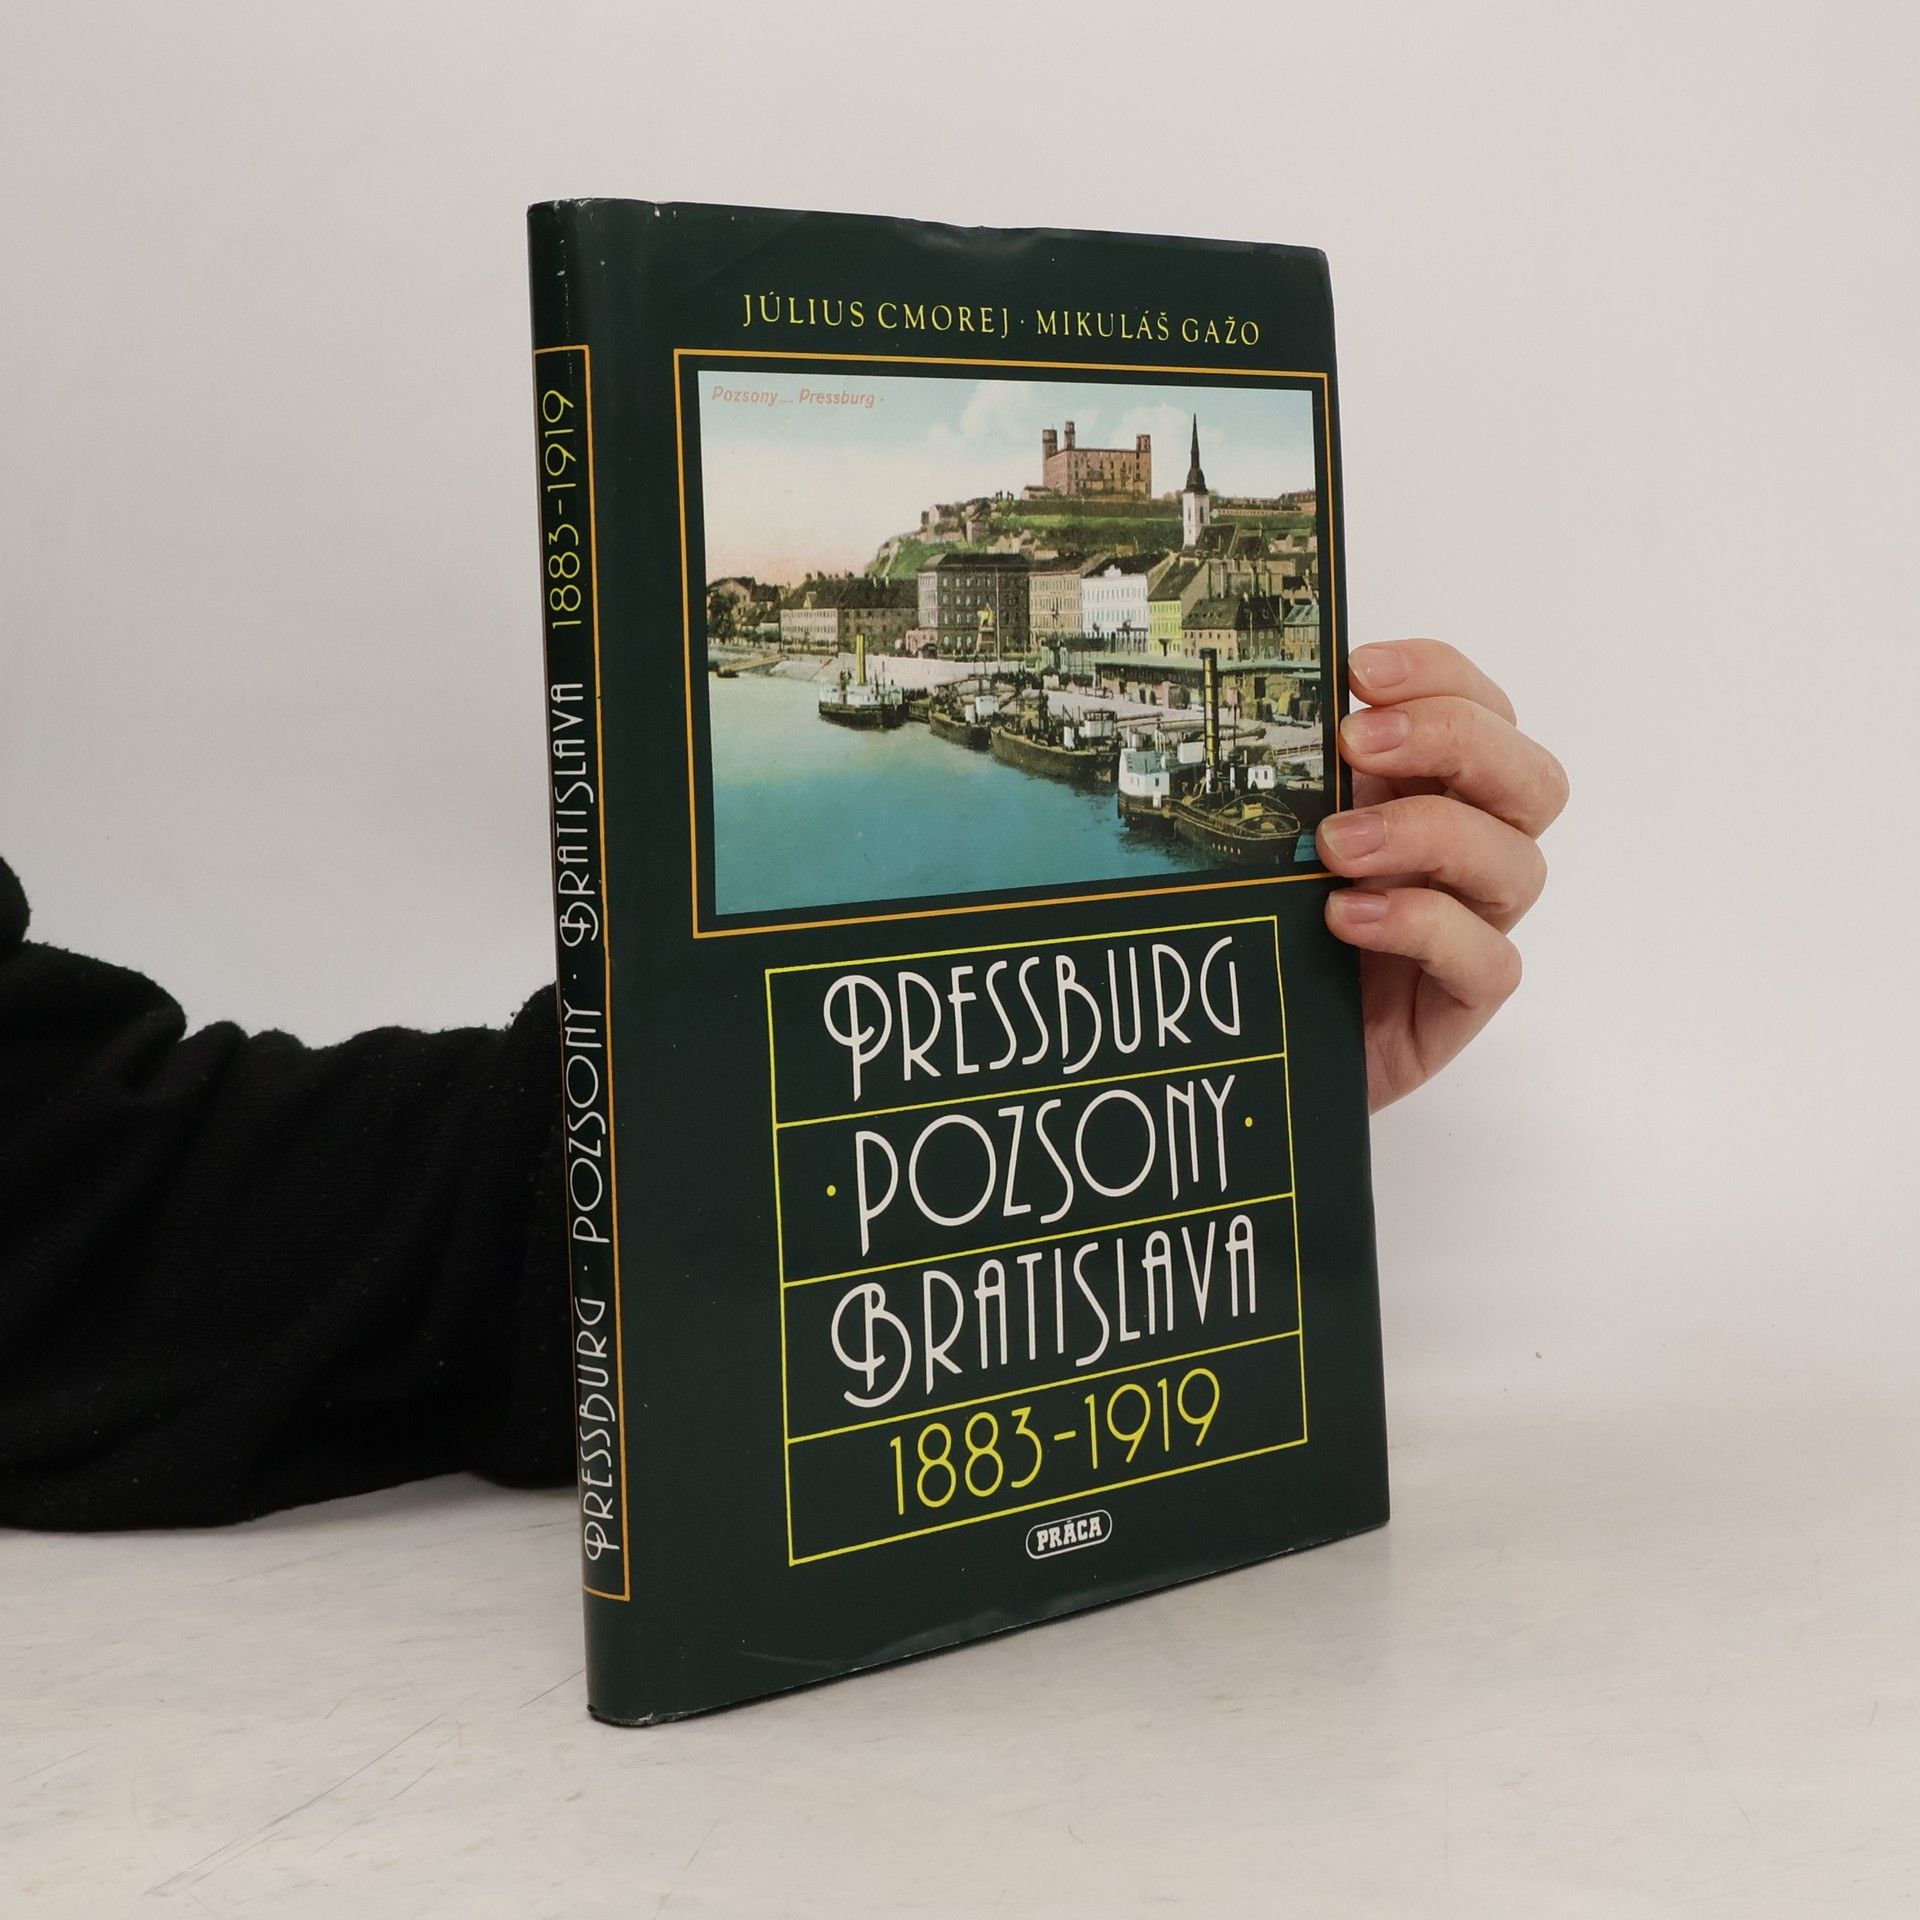 JÚLIUS CMOREJ · MIKULÁŠ GAŽO
Pozsony — Pressburg ·
PRESSBURG
· POZSONY ·
BRATISLAVA
1883-1919
PRÁCA
PRESSBURG · POZSONY · BRATISLAVA 1883-1919